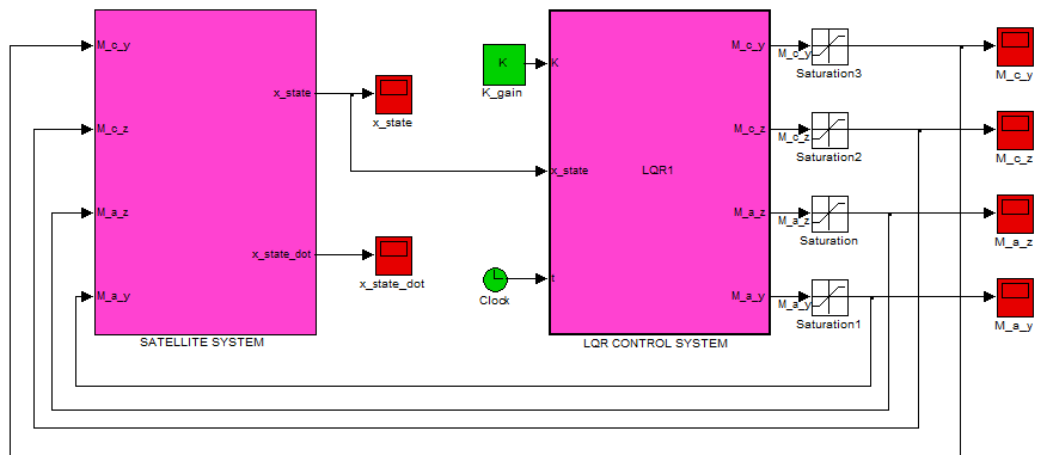 M_c_y
M_c_z
M_a_z
M_a_y
x_state
x_state_dot
SATELLITE SYSTEM
x_state
x_state_dot
K
K_gain
Clock
K
x_state
t
LQR1
M_c_y
M_c_z
M_a_z
M_a_y
LQR CONTROL SYSTEM
M_c_y
Saturation3
M_c_z
Saturation2
M_a_z
Saturation
M_a_y
Saturation1
M_c_y
M_c_z
M_a_z
M_a_y